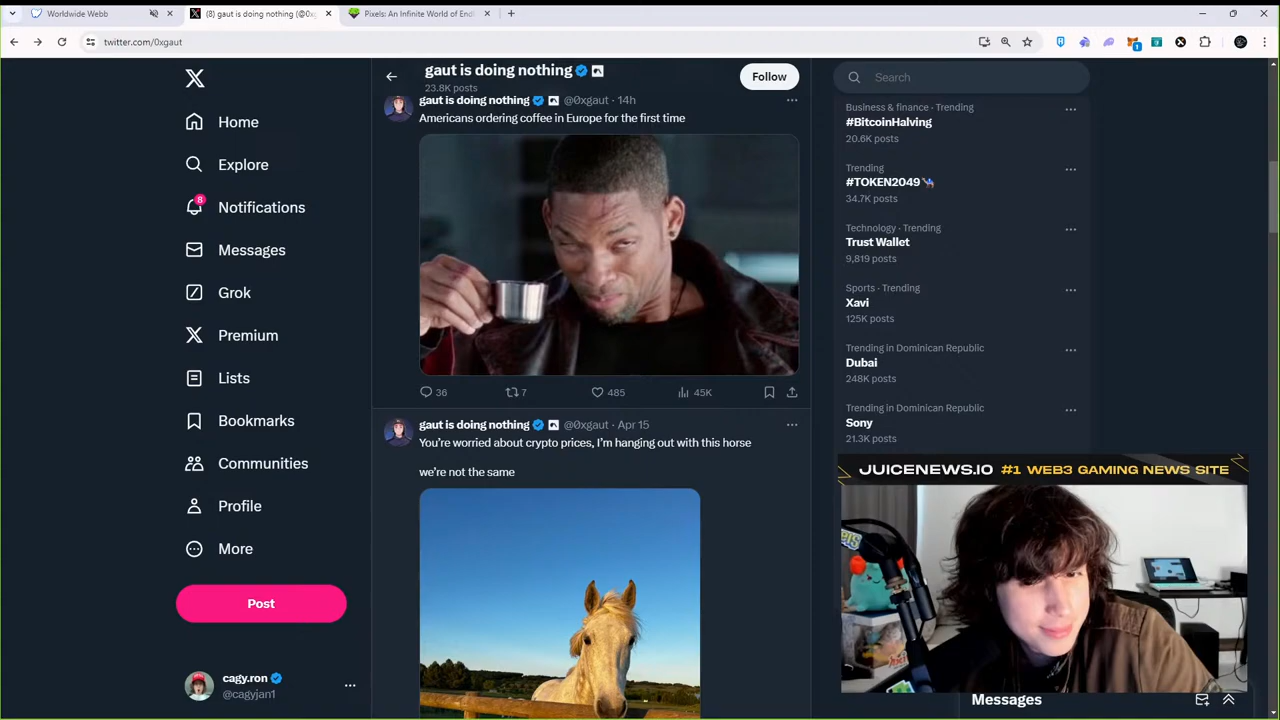 Worldwide Webb
(8) gaut is doing nothing (@0xg
Pixels: An Infinite World of End
twitter.com/0xgaut
1
gaut is doing nothing
23.8K posts
Follow
Search
Home
Explore
8
Notifications
Messages
Grok
Premium
Lists
Bookmarks
Communities
Profile
More
Post
cagy.ron
@cagyjan1
gaut is doing nothing @0xgaut · 14h
Americans ordering coffee in Europe for the first time
36
7
485
45K
gaut is doing nothing @0xgaut · Apr 15
You're worried about crypto prices, I'm hanging out with this horse
we're not the same
Business & finance · Trending
#BitcoinHalving
20.6K posts
Trending
#TOKEN2049
34.7K posts
Technology · Trending
Trust Wallet
9,819 posts
Sports · Trending
Xavi
125K posts
Trending in Dominican Republic
Dubai
248K posts
Trending in Dominican Republic
Sony
21.3K posts
JUICENEWS.IO #1 WEB3 GAMING NEWS SITE
Messages